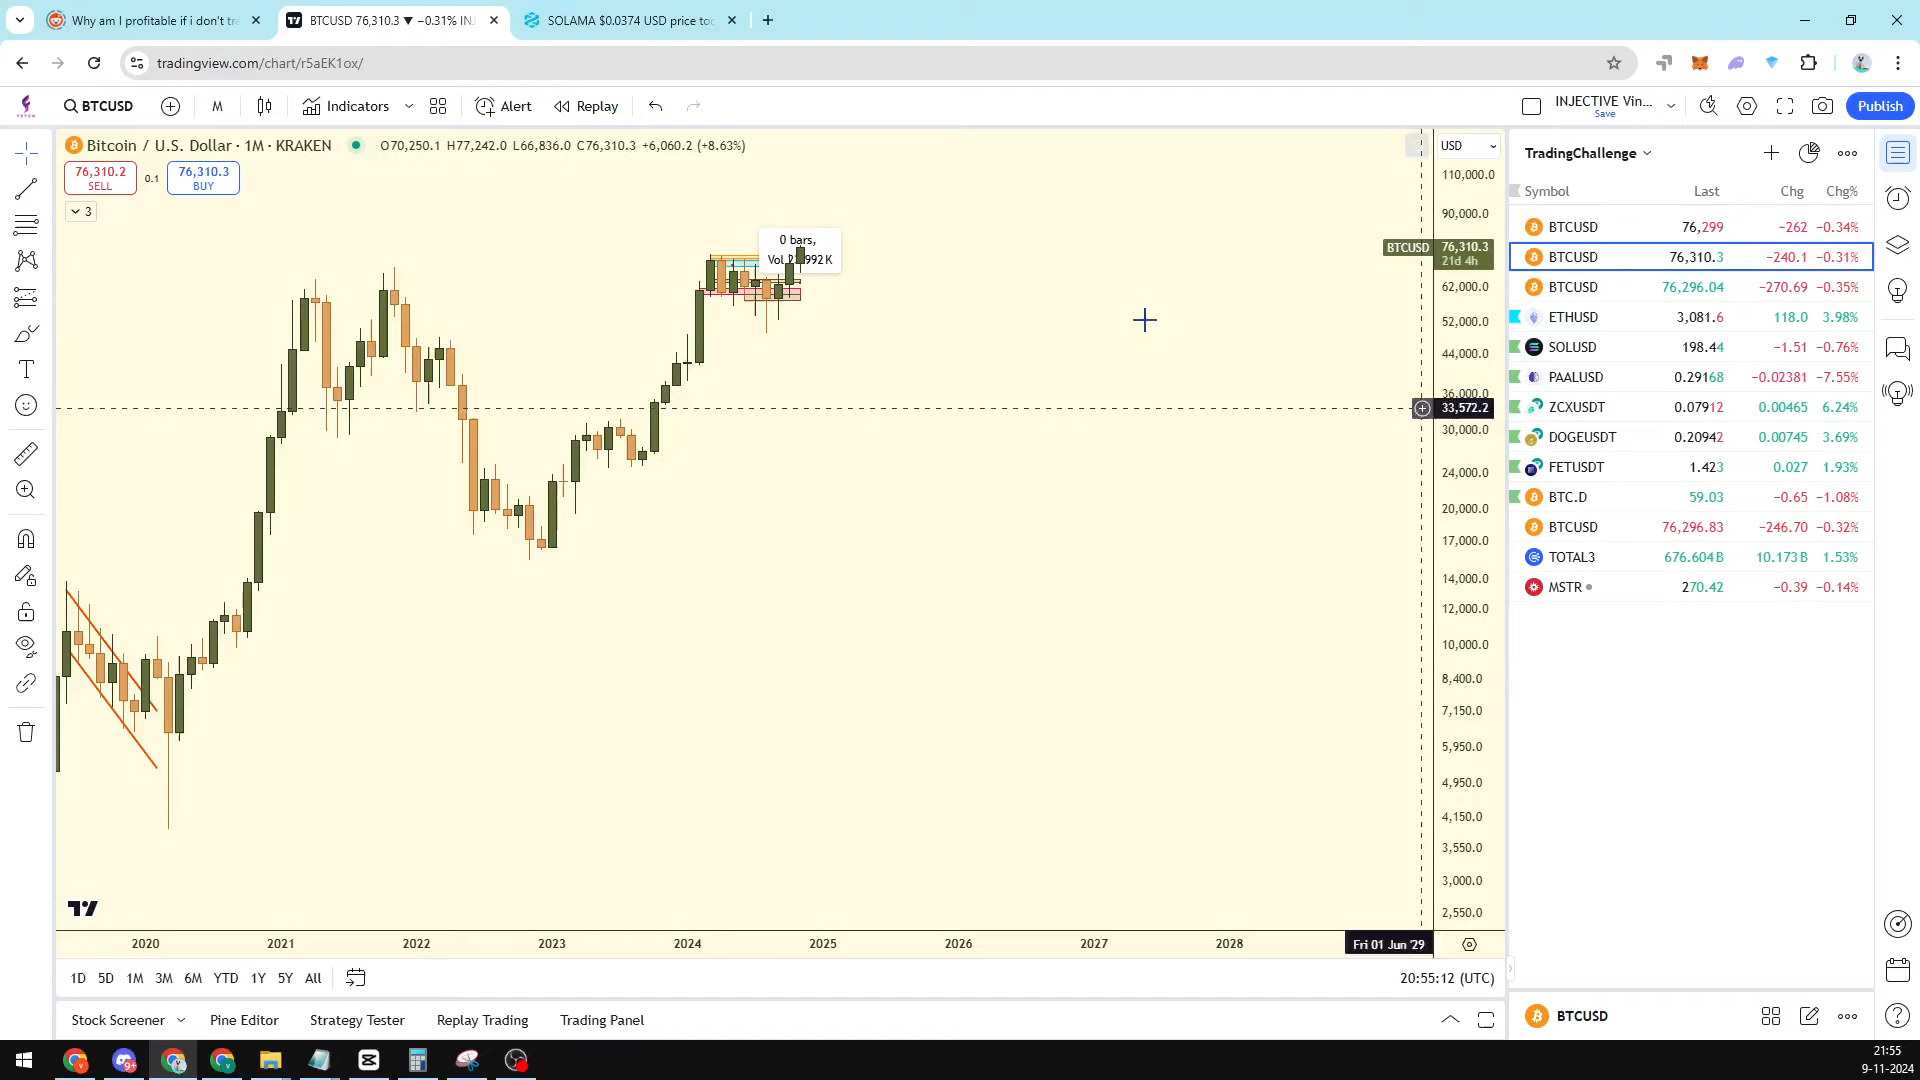 Why am I profitable if i don't tra
BTCUSD 76,310.3 ▼ −0.31% INJ
SOLAMA $0.0374 USD price too
tradingview.com/chart/r5aEK1ox/
BTCUSD
M
Indicators
Alert
Replay
INJECTIVE Vin...
Save
Publish
Bitcoin / U.S. Dollar · 1M · KRAKEN
O70,250.1 H77,242.0 L66,836.0 C76,310.3 +6,060.2 (+8.63%)
76,310.2
SELL
0.1
76,310.3
BUY
3
0 bars,
USD
110,000.0
90,000.0
BTCUSD 76,310.3
21d 4h
62,000.0
52,000.0
44,000.0
36,000.0
33,572.2
30,000.0
24,000.0
20,000.0
17,000.0
14,000.0
12,000.0
10,000.0
8,400.0
7,150.0
5,950.0
4,950.0
4,150.0
3,550.0
3,000.0
2,550.0
2020 2021 2022 2023 2024 2025 2026 2027 2028 Fri 01 Jun '29
1D 5D 1M 3M 6M YTD 1Y 5Y All
20:55:12 (UTC)
Stock Screener Pine Editor Strategy Tester Replay Trading Trading Panel
TradingChallenge
Symbol Last Chg Chg%
BTCUSD 76,299 −262 −0.34%
BTCUSD 76,310.3 −240.1 −0.31%
BTCUSD 76,296.04 −270.69 −0.35%
ETHUSD 3,081.6 118.0 3.98%
SOLUSD 198.44 −1.51 −0.76%
PAALUSD 0.29168 −0.02381 −7.55%
ZCXUSDT 0.07912 0.00465 6.24%
DOGEUSDT 0.20942 0.00745 3.69%
FETUSDT 1.423 0.027 1.93%
BTC.D 59.03 −0.65 −1.08%
BTCUSD 76,296.83 −246.70 −0.32%
TOTAL3 676.604B 10.173B 1.53%
MSTR 270.42 −0.39 −0.14%
BTCUSD
9+
21:55
9-11-2024